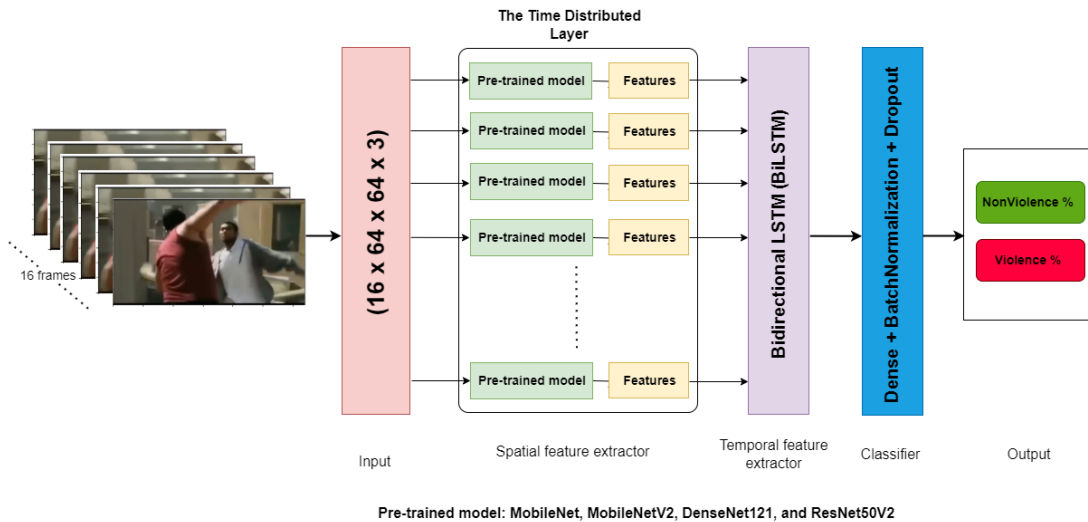 The Time Distributed
Layer
16 frames
(16 x 64 x 64 x 3)
Pre-trained model
Features
Pre-trained model
Features
Pre-trained model
Features
Pre-trained model
Features
Pre-trained model
Features
Bidirectional LSTM (BiLSTM)
Dense + BatchNormalization + Dropout
NonViolence %
Violence %
Input
Spatial feature extractor
Temporal feature
extractor
Classifier
Output
Pre-trained model: MobileNet, MobileNetV2, DenseNet121, and ResNet50V2